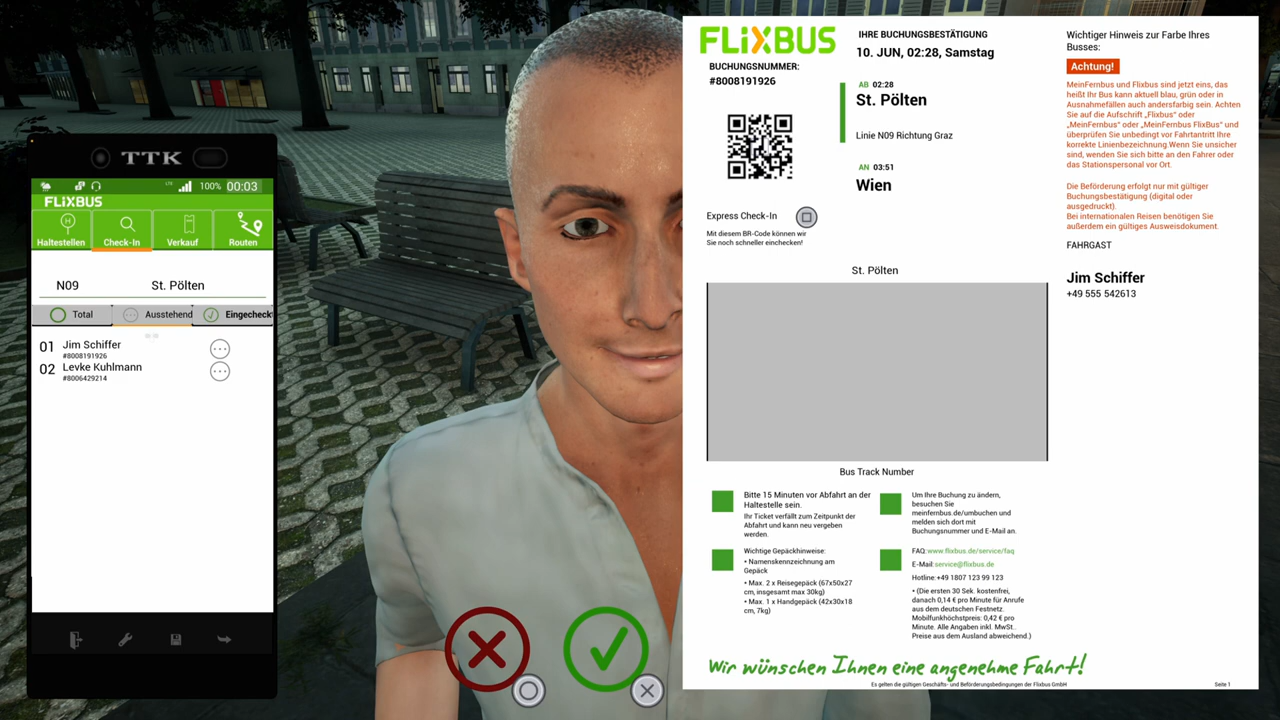 TTK
LTE 100% 00:03
FLiXBUS
Haltestellen Check-In Verkauf Routen
N09 St. Pölten
Total Ausstehend Eingecheckt
01 Jim Schiffer
#8008191926
02 Levke Kuhlmann
#8006429214
FLiXBUS
BUCHUNGSNUMMER:
#8008191926
IHRE BUCHUNGSBESTÄTIGUNG
10. JUN, 02:28, Samstag
AB 02:28
St. Pölten
Linie N09 Richtung Graz
AN 03:51
Wien
Express Check-In
Mit diesem BR-Code können wir
Sie noch schneller einchecken!
St. Pölten
Bus Track Number
Bitte 15 Minuten vor Abfahrt an der
Haltestelle sein.
Ihr Ticket verfällt zum Zeitpunkt der
Abfahrt und kann neu vergeben
werden.
Wichtige Gepäckhinweise:
• Namenskennzeichnung am
Gepäck
• Max. 2 x Reisegepäck (67x50x27
cm, insgesamt max 30kg)
• Max. 1 x Handgepäck (42x30x18
cm, 7kg)
Um Ihre Buchung zu ändern,
besuchen Sie
meinfernbus.de/umbuchen und
melden sich dort mit
Buchungsnummer und E-Mail an.
FAQ:www.flixbus.de/service/faq
E-Mail:service@flixbus.de
Hotline:+49 1807 123 99 123
• (Die ersten 30 Sek. kostenfrei,
danach 0,14 € pro Minute für Anrufe
aus dem deutschen Festnetz.
Mobilfunkhöchstpreis: 0,42 € pro
Minute. Alle Angaben inkl. MwSt..
Preise aus dem Ausland abweichend.)
Wichtiger Hinweis zur Farbe Ihres
Busses:
Achtung!
MeinFernbus und Flixbus sind jetzt eins, das
heißt Ihr Bus kann aktuell blau, grün oder in
Ausnahmefällen auch andersfarbig sein. Achten
Sie auf die Aufschrift „Flixbus“ oder
„MeinFernbus“ oder „MeinFernbus FlixBus“ und
überprüfen Sie unbedingt vor Fahrtantritt Ihre
korrekte Linienbezeichnung.Wenn Sie unsicher
sind, wenden Sie sich bitte an den Fahrer oder
das Stationspersonal vor Ort.
Die Beförderung erfolgt nur mit gültiger
Buchungsbestätigung (digital oder
ausgedruckt).
Bei internationalen Reisen benötigen Sie
außerdem ein gültiges Ausweisdokument.
FAHRGAST
Jim Schiffer
+49 555 542613
Wir wünschen Ihnen eine angenehme Fahrt!
Es gelten die gültigen Geschäfts- und Beförderungsbedingungen der Flixbus GmbH
Seite 1